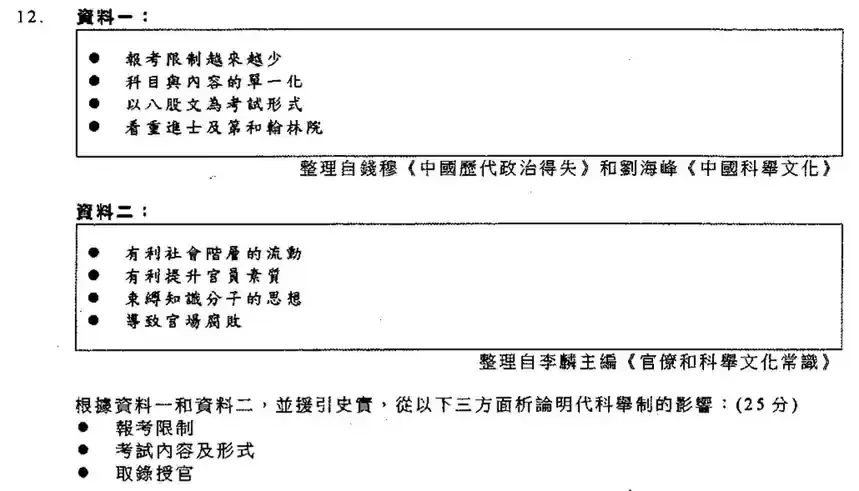 12. 資料一：
● 報考限制越來越少
● 科目與內容的單一化
● 以八股文為考試形式
● 看重進士及第和翰林院
整理自錢穆《中國歷代政治得失》和劉海峰《中國科舉文化》
資料二：
● 有利社會階層的流動
● 有利提升官員素質
● 束縛知識分子的思想
● 導致官場腐敗
整理自李麟主編《官僚和科舉文化常識》
根據資料一和資料二，並援引史實，從以下三方面析論明代科舉制的影響：(25 分)
● 報考限制
● 考試內容及形式
● 取錄授官